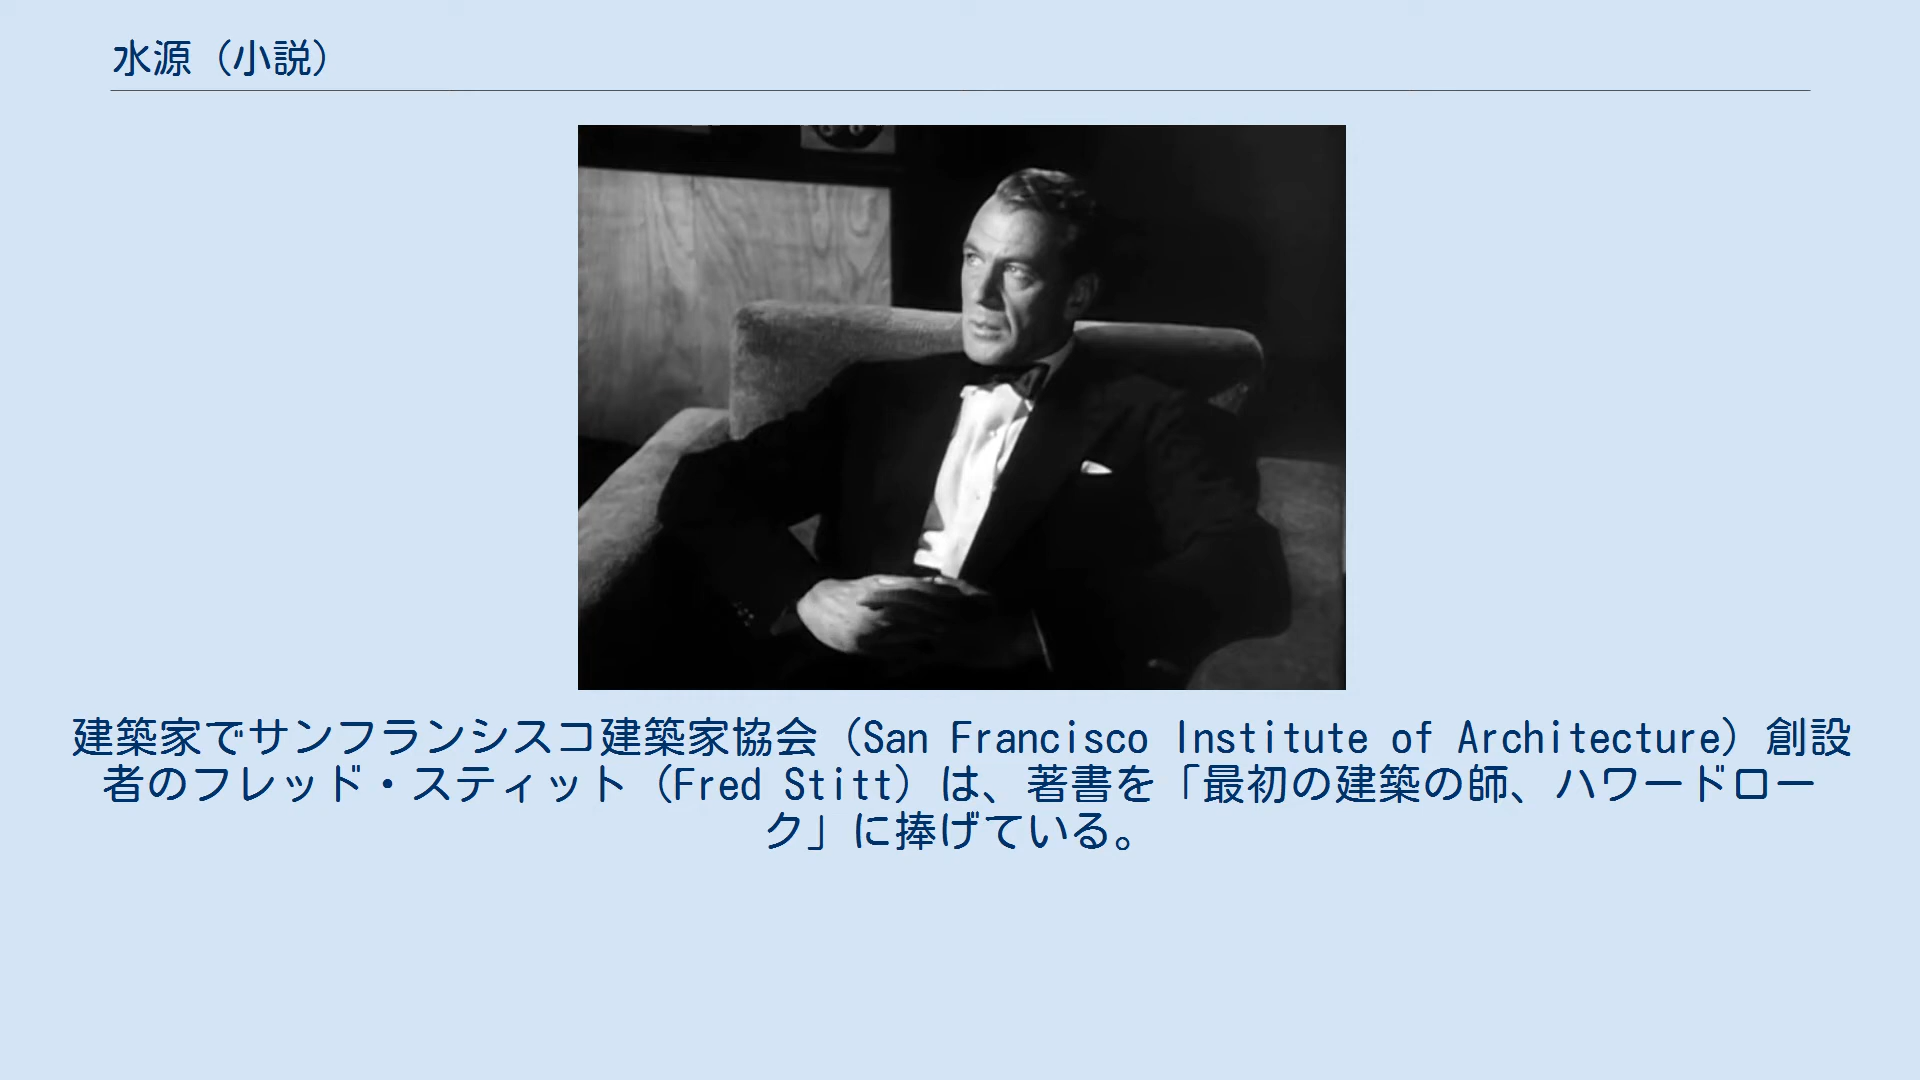 水源（小説）
建築家でサンフランシスコ建築家協会（San Francisco Institute of Architecture）創設
者のフレッド・スティット（Fred Stitt）は、著書を「最初の建築の師、ハワードロー
ク」に捧げている。